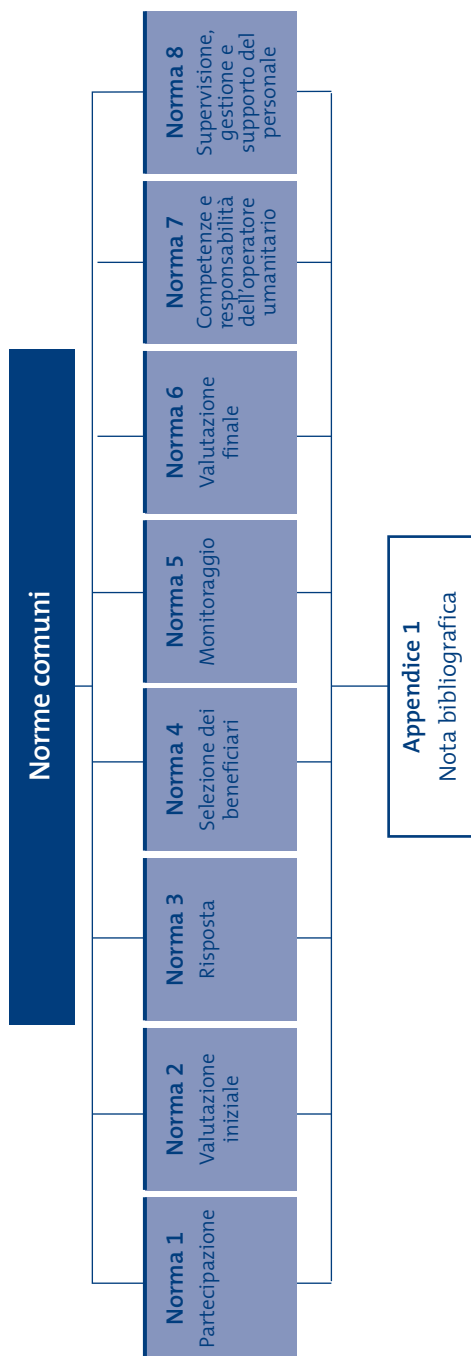 Norme comuni
Norma 1
Partecipazione
Norma 2
Valutazione
iniziale
Norma 3
Risposta
Norma 4
Selezione dei
beneficiari
Norma 5
Monitoraggio
Norma 6
Valutazione
finale
Norma 7
Competenze e
responsabilità
dell'operatore
umanitario
Norma 8
Supervisione,
gestione e
supporto del
personale
Appendice 1
Nota bibliografica